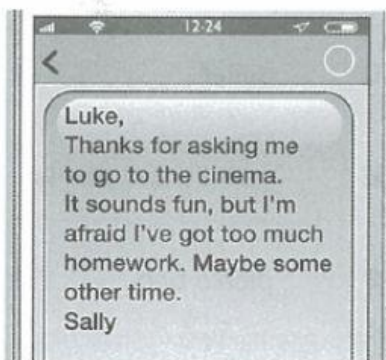 12:24
Luke,
Thanks for asking me
to go to the cinema.
It sounds fun, but I'm
afraid I've got too much
homework. Maybe some
other time.
Sally